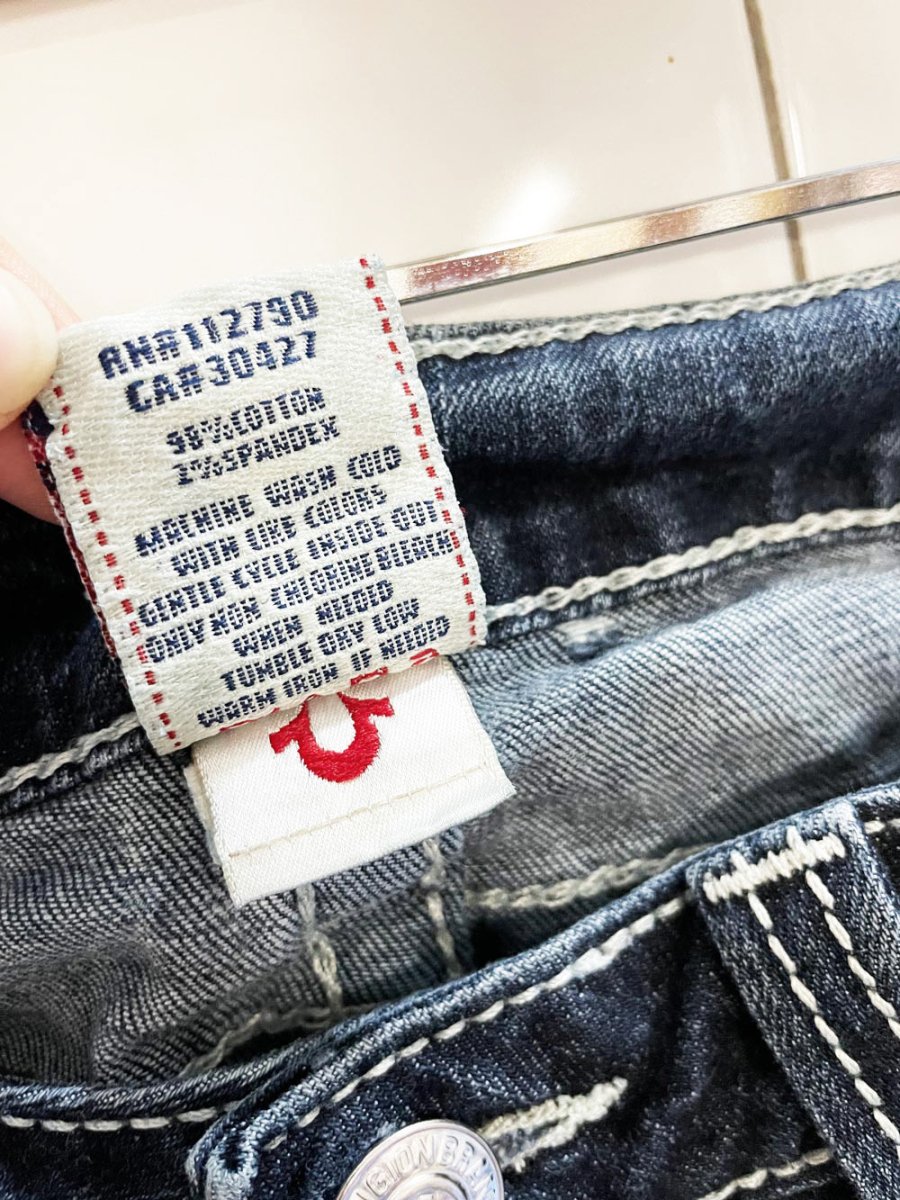 RN#112790
CA#30427
98%COTTON
2%SPANDEX
MACHINE WASH COLD
WITH LIKE COLORS
GENTLE CYCLE INSIDE OUT
ONLY NON-CHLORINE BLEACH
WHEN NEEDED
TUMBLE DRY LOW
WARM IRON IF NEEDED